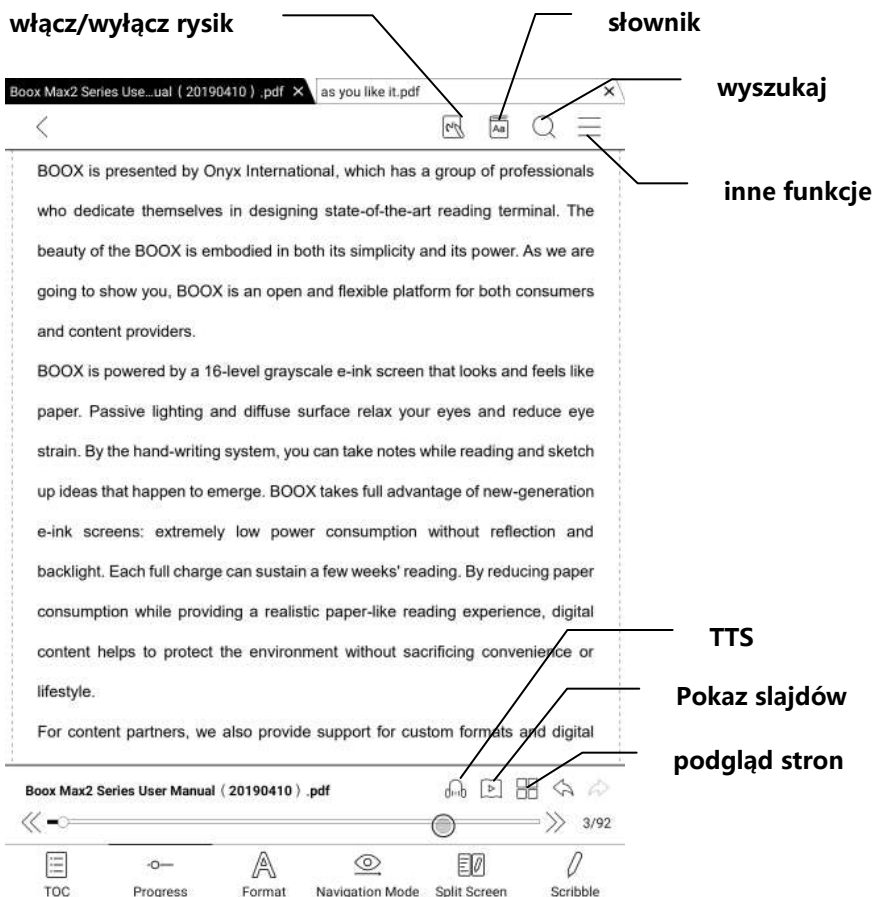 włącz/wyłącz rysik
słownik
Boox Max2 Series Use...ual ( 20190410 ) .pdf ×
as you like it.pdf ×
wyszukaj
Aa
inne funkcje
BOOX is presented by Onyx International, which has a group of professionals
who dedicate themselves in designing state-of-the-art reading terminal. The
beauty of the BOOX is embodied in both its simplicity and its power. As we are
going to show you, BOOX is an open and flexible platform for both consumers
and content providers.
BOOX is powered by a 16-level grayscale e-ink screen that looks and feels like
paper. Passive lighting and diffuse surface relax your eyes and reduce eye
strain. By the hand-writing system, you can take notes while reading and sketch
up ideas that happen to emerge. BOOX takes full advantage of new-generation
e-ink screens: extremely low power consumption without reflection and
backlight. Each full charge can sustain a few weeks' reading. By reducing paper
consumption while providing a realistic paper-like reading experience, digital
content helps to protect the environment without sacrificing convenience or
lifestyle.
For content partners, we also provide support for custom formats and digital
TTS
Pokaz slajdów
podgląd stron
Boox Max2 Series User Manual ( 20190410 ) .pdf
3/92
TOC Progress Format Navigation Mode Split Screen Scribble